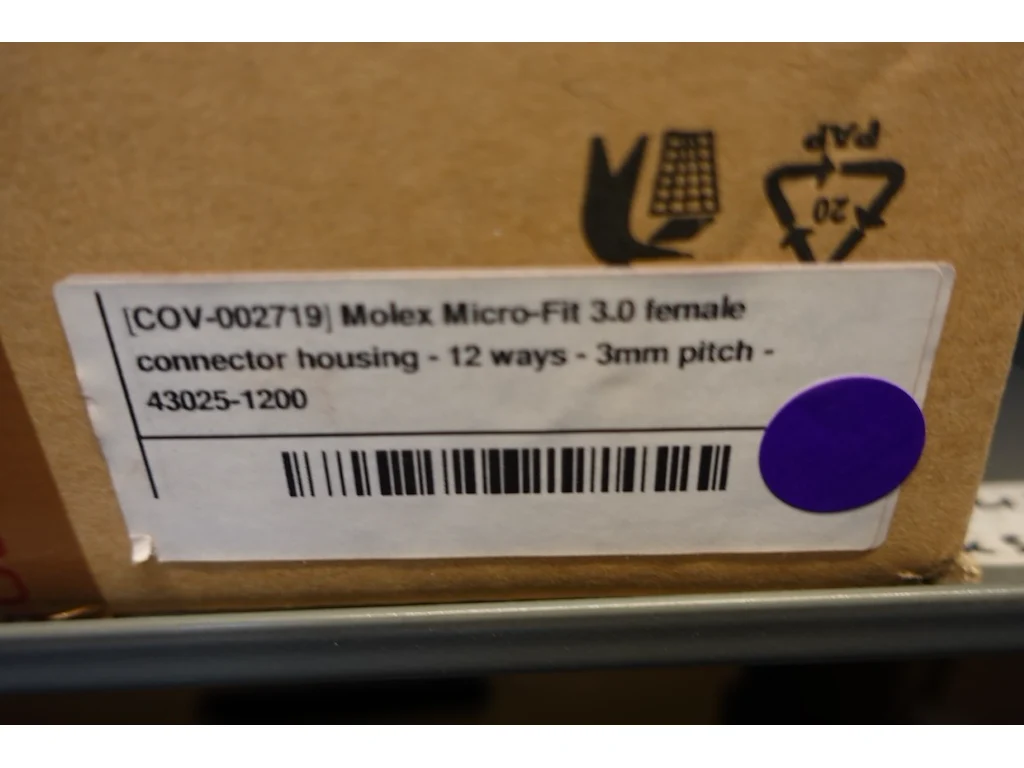 PAP
20
[COV-002719] Molex Micro-Fit 3.0 female
connector housing - 12 ways - 3mm pitch -
43025-1200